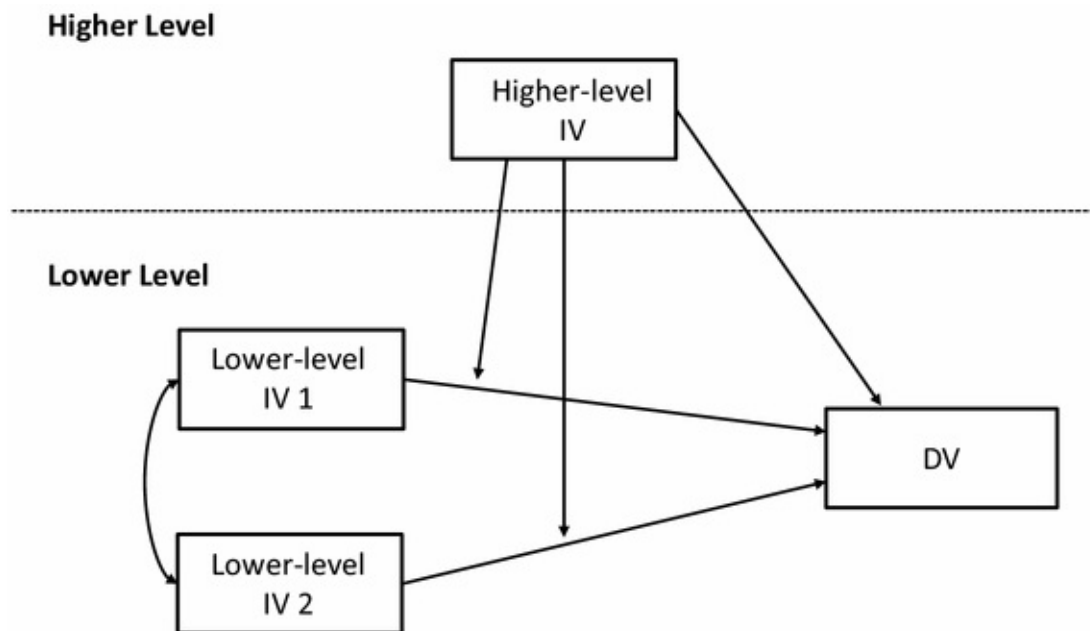 Higher Level
Higher-level
IV
Lower Level
Lower-level
IV 1
DV
Lower-level
IV 2